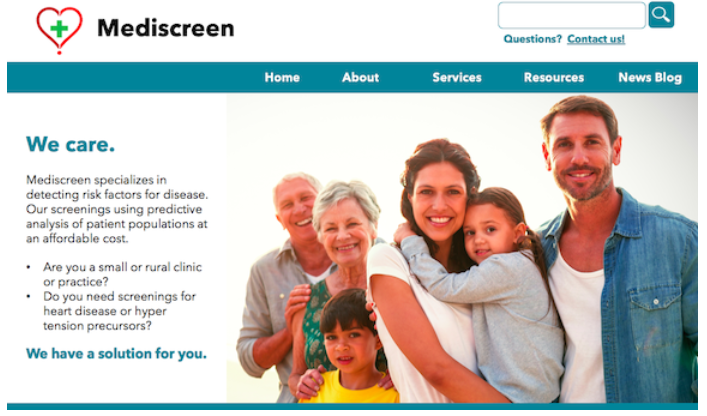 Mediscreen
Questions? Contact us!
Home About Services Resources News Blog
We care.
Mediscreen specializes in
detecting risk factors for disease.
Our screenings using predictive
analysis of patient populations at
an affordable cost.
• Are you a small or rural clinic
or practice?
• Do you need screenings for
heart disease or hyper
tension precursors?
We have a solution for you.